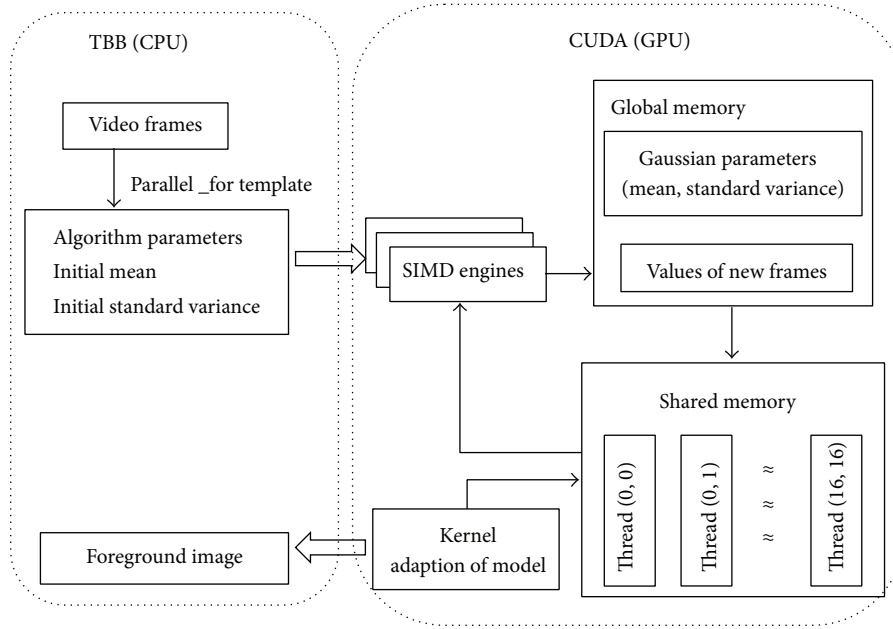 TBB (CPU)
Video frames
Parallel _for template
Algorithm parameters
Initial mean
Initial standard variance
Foreground image
CUDA (GPU)
SIMD engines
Global memory
Gaussian parameters
(mean, standard variance)
Values of new frames
Shared memory
Thread (0, 0)
Thread (0, 1)
≈
≈
≈
Thread (16, 16)
Kernel
adaption of model